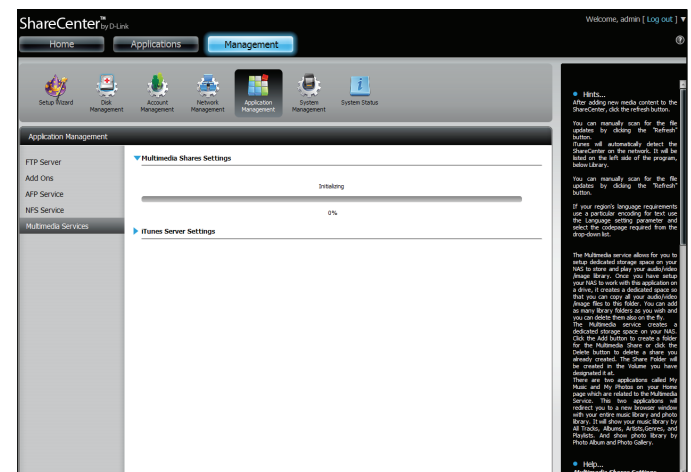 ShareCenter™ by D-Link
Welcome, admin [ Log out ]
Home
Applications
Management
Setup Wizard
Disk Management
Account Management
Network Management
Application Management
System Management
System Status
Application Management
FTP Server
Add Ons
AFP Service
NFS Service
Multimedia Services
Multimedia Shares Settings
Initializing
0%
iTunes Server Settings
Hints...
After adding new media content to the
ShareCenter, click the refresh button.
You can manually scan for the file
updates by clicking the "Refresh"
button.
iTunes will automatically detect the
ShareCenter on the network. It will be
listed on the left side of the program,
below Library.
You can manually scan for the file
updates by clicking the "Refresh"
button.
If your region's language requirements
use a particular encoding for text use
the Language setting parameter and
select the codepage required from the
drop-down list.
The Multimedia service allows for you to
setup dedicated storage space on your
NAS to store and play your audio/video
/image library. Once you have setup
your NAS to work with this application on
a drive, it creates a dedicated space so
that you can copy all your audio/video
/image files to this folder. You can add
as many library folders as you wish and
you can delete them also on the fly.
The Multimedia service creates a
dedicated storage space on your NAS.
Click the Add button to create a folder
for the Multimedia Share or click the
Delete button to delete a share you
already created. The Share Folder will
be created in the Volume you have
designated it at.
There are two applications called My
Music and My Photos on your Home
page which are related to the Multimedia
Service. This two applications will
redirect you to a new browser window
with your entire music library and photo
library. It will show your music library by
All Tracks, Albums, Artists,Genres, and
Playlists. And show photo library by
Photo Album and Photo Gallery.
Help...
Multimedia Shares Settings